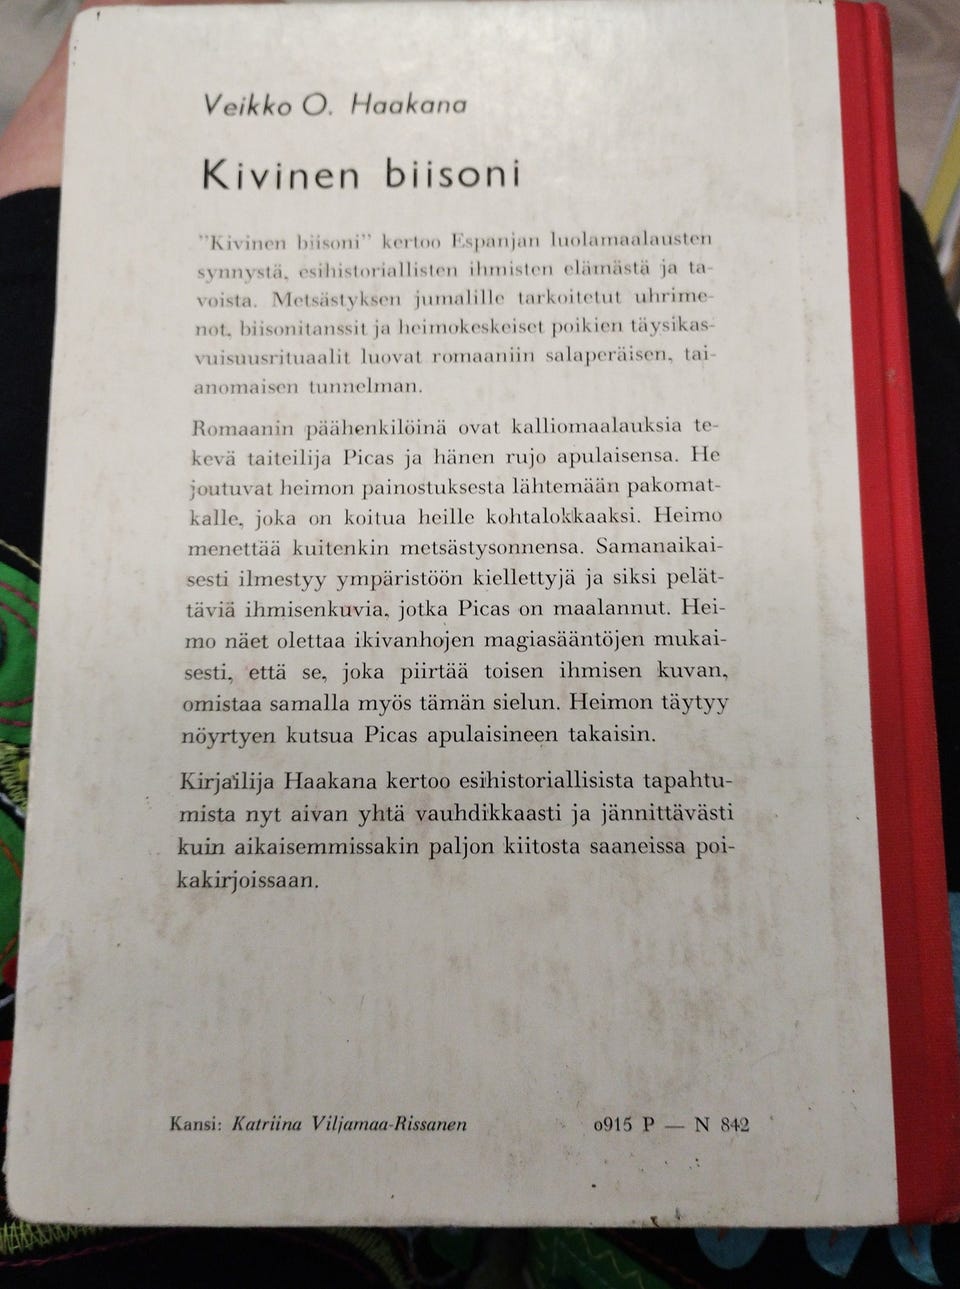 Veikko O. Haakana
Kivinen biisoni
"Kivinen biisoni" kertoo Espanjan luolamaalausten
synnystä, esihistoriallisten ihmisten elämästä ja ta-
voista. Metsästyksen jumalille tarkoitetut uhrime-
not, biisonitanssit ja heimokeskeiset poikien täysikas-
vuisuusrituaalit luovat romaaniin salaperäisen, tai-
anomaisen tunnelman.
Romaanin päähenkilöinä ovat kalliomaalauksia te-
kevä taiteilija Picas ja hänen rujo apulaisensa. He
joutuvat heimon painostuksesta lähtemään pakomat-
kalle, joka on koitua heille kohtalokkaaksi. Heimo
menettää kuitenkin metsästysonnensa. Samanaikai-
sesti ilmestyy ympäristöön kiellettyjä ja siksi pelät-
täviä ihmisenkuvia, jotka Picas on maalannut. Hei-
mo näet olettaa ikivanhojen magiasääntöjen mukai-
sesti, että se, joka piirtää toisen ihmisen kuvan,
omistaa samalla myös tämän sielun. Heimon täytyy
nöyrtyen kutsua Picas apulaisineen takaisin.
Kirjailija Haakana kertoo esihistoriallisista tapahtu-
mista nyt aivan yhtä vauhdikkaasti ja jännittävästi
kuin aikaisemmissakin paljon kiitosta saaneissa poi-
kakirjoissaan.
Kansi: Katriina Viljamaa-Rissanen o915 P — N 842